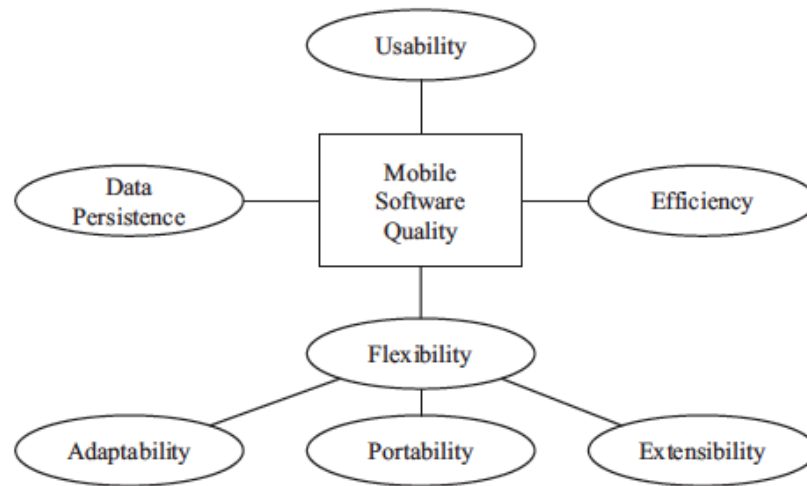 Usability
Data
Persistence
Mobile
Software
Quality
Efficiency
Flexibility
Adaptability
Portability
Extensibility